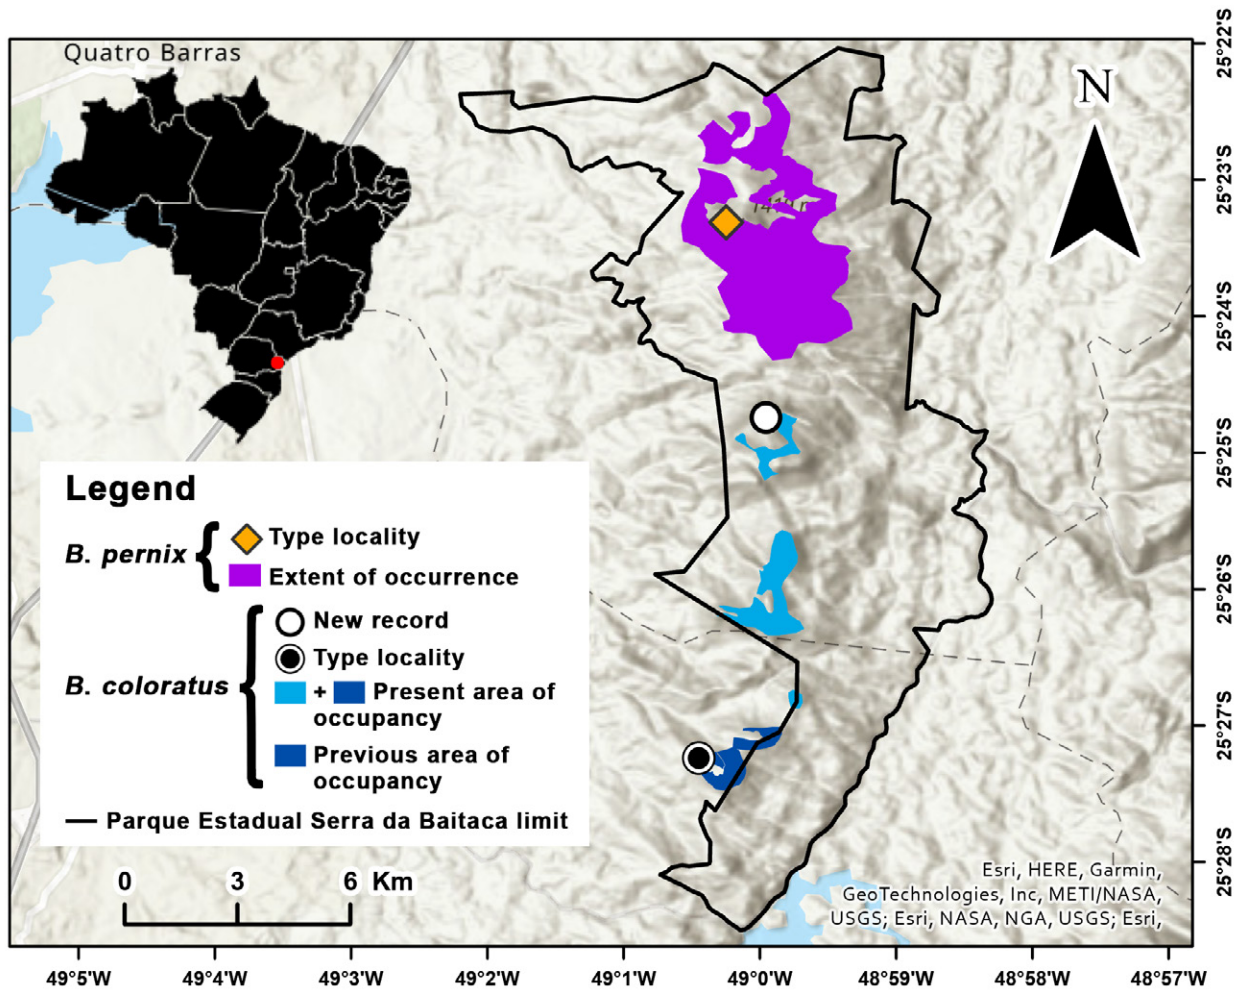 Quatro Barras
N
Legend
B. pernix
Type locality
Extent of occurrence
B. coloratus
New record
Type locality
+ Present area of
occupancy
Previous area of
occupancy
Parque Estadual Serra da Baitaca limit
0 3 6 Km
Esri, HERE, Garmin,
GeoTechnologies, Inc, METI/NASA,
USGS; Esri, NASA, NGA, USGS; Esri,
25°22'S
25°23'S
25°24'S
25°25'S
25°26'S
25°27'S
25°28'S
49°5'W 49°4'W 49°3'W 49°2'W 49°1'W 49°0'W 48°59'W 48°58'W 48°57'W